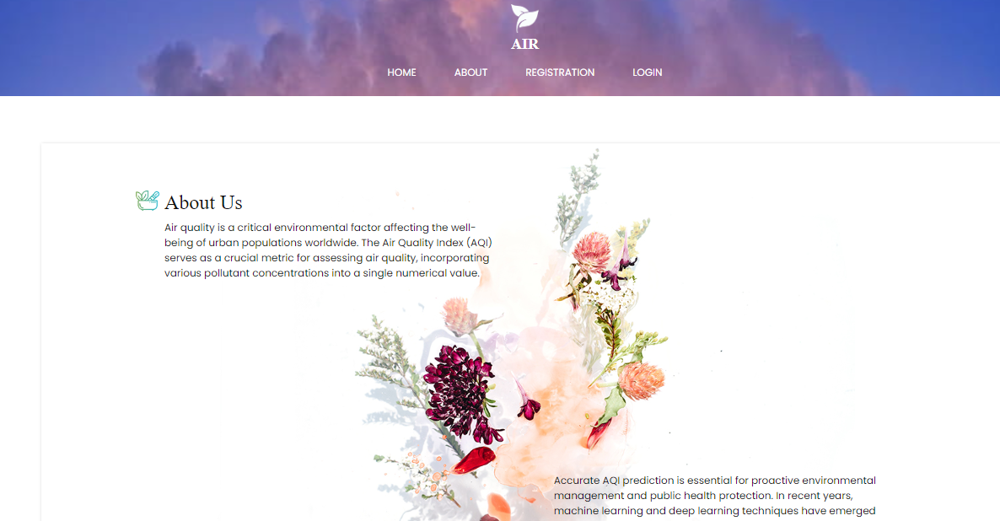 AIR
HOME ABOUT REGISTRATION LOGIN
About Us
Air quality is a critical environmental factor affecting the well-
being of urban populations worldwide. The Air Quality Index (AQI)
serves as a crucial metric for assessing air quality, incorporating
various pollutant concentrations into a single numerical value.
Accurate AQI prediction is essential for proactive environmental
management and public health protection. In recent years,
machine learning and deep learning techniques have emerged